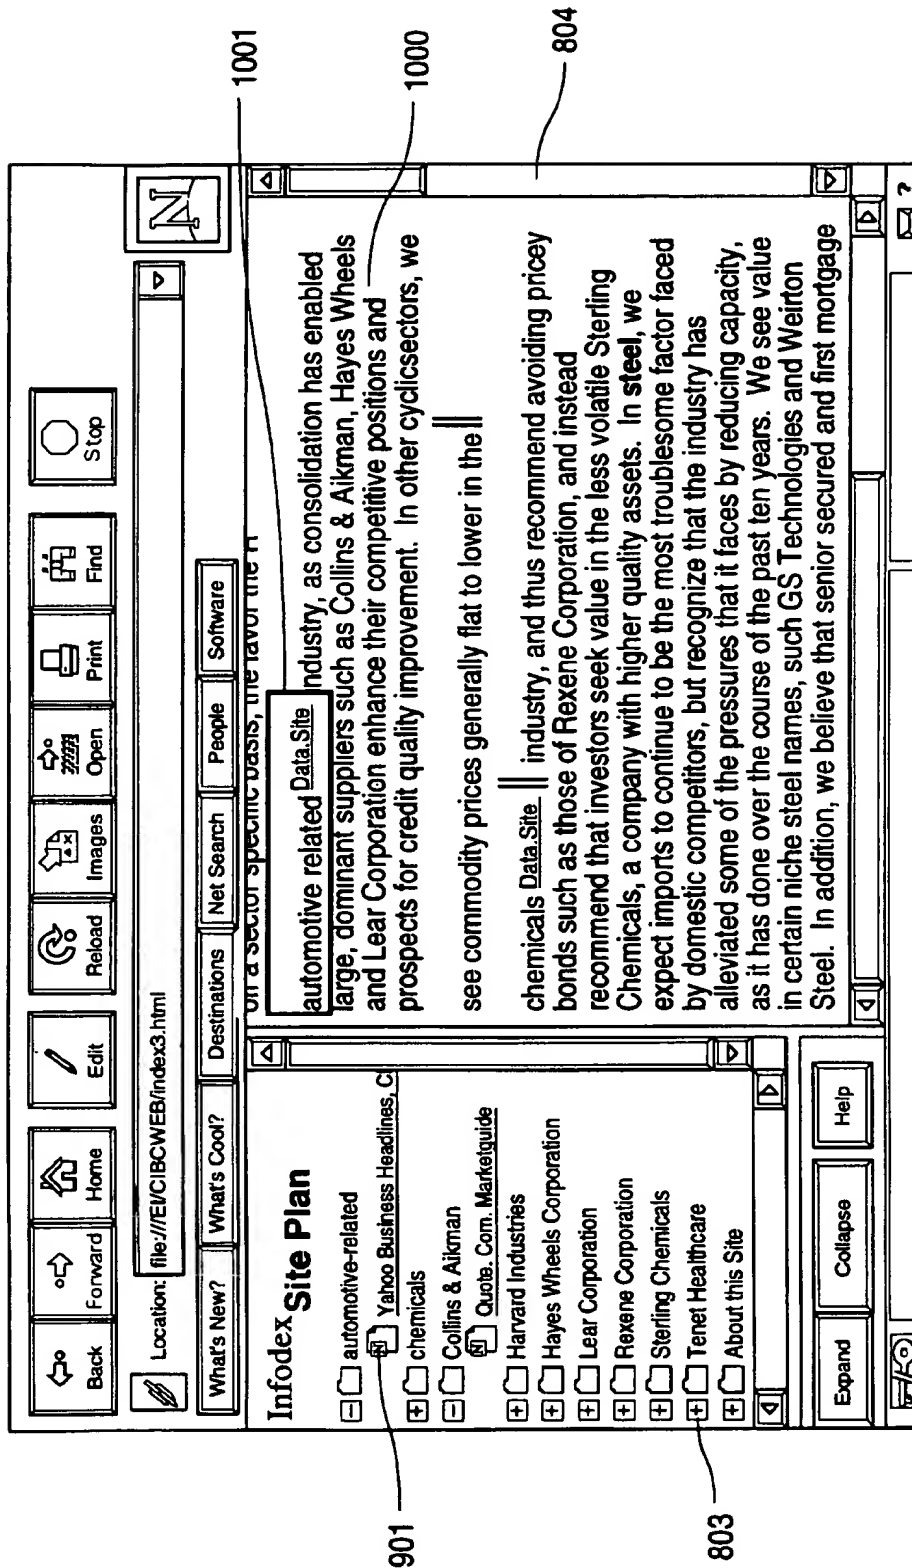 Back
Forward
Home
Edit
Reload
Images
Open
Print
Find
Stop
N
Location: file:///E|/CIBCWEB/index3.html
What's New?
What's Cool?
Destinations
Net Search
People
Software
Infodex Site Plan
automotive-related
N Yahoo Business Headlines, C
chemicals
Collins & Aikman
N Quote. Com. Marketguide
Harvard Industries
Hayes Wheels Corporation
Lear Corporation
Rexene Corporation
Sterling Chemicals
Tenet Healthcare
About this Site
Expand
Collapse
Help
on a sector specific basis, the favor the
automotive related Data.Site industry, as consolidation has enabled
large, dominant suppliers such as Collins & Aikman, Hayes Wheels
and Lear Corporation enhance their competitive positions and
prospects for credit quality improvement. In other cyclicsectors, we
see commodity prices generally flat to lower in the
chemicals Data.Site industry, and thus recommend avoiding pricey
bonds such as those of Rexene Corporation, and instead
recommend that investors seek value in the less volatile Sterling
Chemicals, a company with higher quality assets. In steel, we
expect imports to continue to be the most troublesome factor faced
by domestic competitors, but recognize that the industry has
alleviated some of the pressures that it faces by reducing capacity,
as it has done over the course of the past ten years. We see value
in certain niche steel names, such GS Technologies and Weirton
Steel. In addition, we believe that senior secured and first mortgage
?
901
803
1001
1000
804